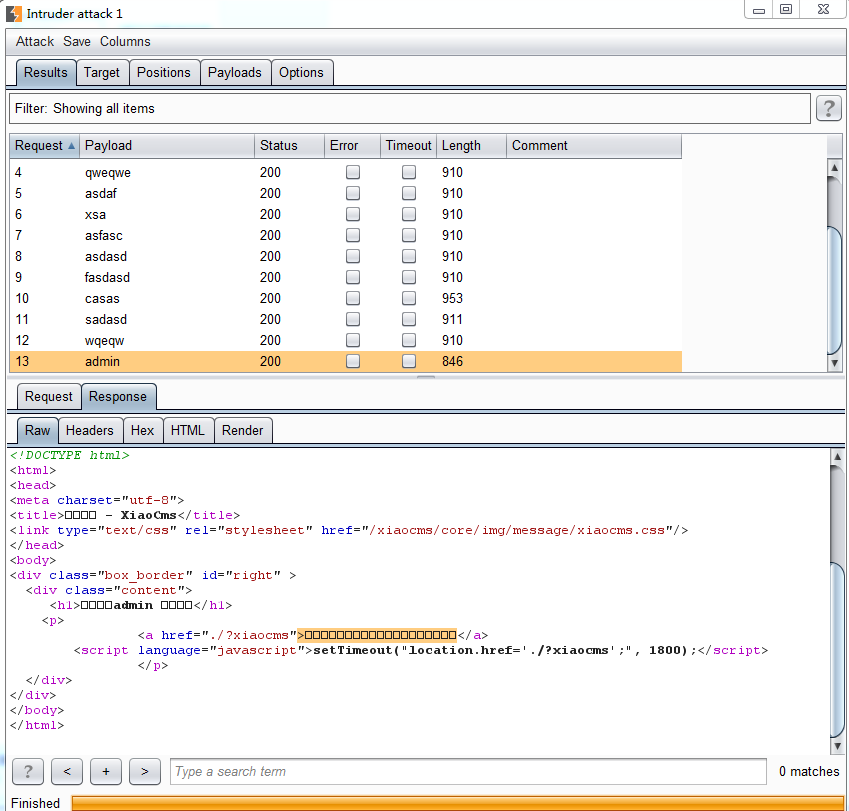 Intruder attack 1
Attack Save Columns
Results Target Positions Payloads Options
Filter: Showing all items ?
Request Payload Status Error Timeout Length Comment
4 qweqwe 200 910
5 asdaf 200 910
6 xsa 200 910
7 asfasc 200 910
8 asdasd 200 910
9 fasdasd 200 910
10 casas 200 953
11 sadasd 200 911
12 wqeqw 200 910
13 admin 200 846
Request Response
Raw Headers Hex HTML Render
<!DOCTYPE html>
<html>
<head>
<meta charset="utf-8">
<title>□□□□ - XiaoCms</title>
<link type="text/css" rel="stylesheet" href="/xiaocms/core/img/message/xiaocms.css"/>
</head>
<body>
<div class="box_border" id="right" >
<div class="content">
<h1>□□□□admin □□□□</h1>
<p>
<a href="./?xiaocms">□□□□□□□□□□□□□□□□□□□</a>
<script language="javascript">setTimeout("location.href='./?xiaocms';", 1800);</script>
</p>
</div>
</div>
</body>
</html>
? < + > Type a search term 0 matches
Finished